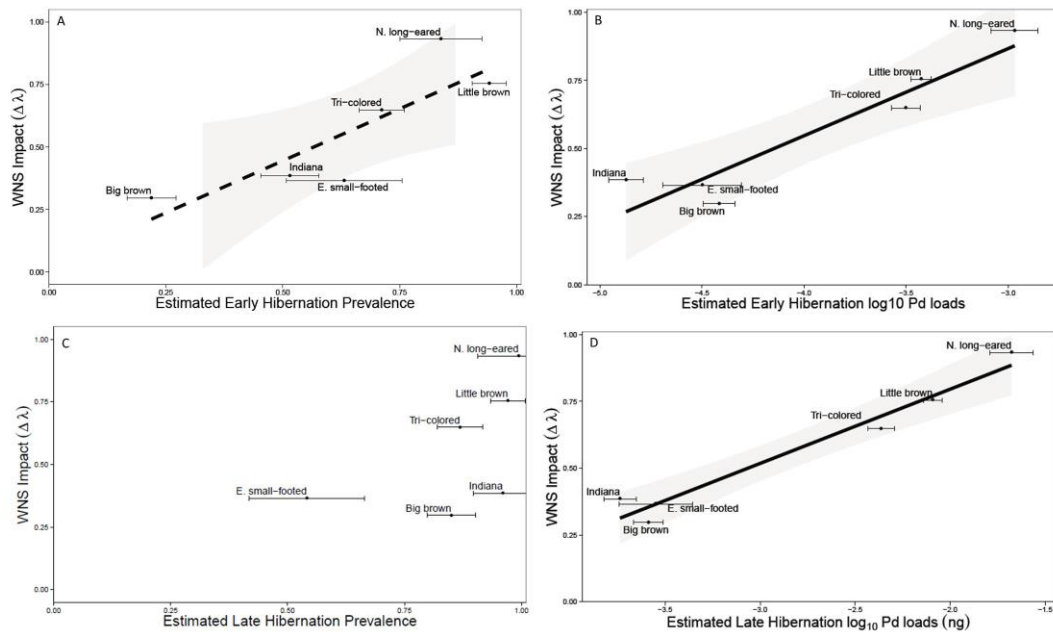 A
WNS Impact (Δ λ)
1.00
0.75
0.50
0.25
0.00
N. long-eared
Little brown
Tri-colored
Indiana
E. small-footed
Big brown
0.00 0.25 0.50 0.75 1.00
Estimated Early Hibernation Prevalence
B
WNS Impact (Δ λ)
1.00
0.75
0.50
0.25
0.00
N. long-eared
Little brown
Tri-colored
Indiana
E. small-footed
Big brown
−5.0 −4.5 −4.0 −3.5 −3.0
Estimated Early Hibernation log10 Pd loads
C
WNS Impact (Δ λ)
1.00
0.75
0.50
0.25
0.00
N. long-eared
Little brown
Tri-colored
E. small-footed
Indiana
Big brown
0.00 0.25 0.50 0.75 1.00
Estimated Late Hibernation Prevalence
D
WNS Impact (Δ λ)
1.00
0.75
0.50
0.25
0.00
N. long-eared
Little brown
Tri-colored
Indiana
E. small-footed
Big brown
−3.5 −3.0 −2.5 −2.0 −1.5
Estimated Late Hibernation log₁₀ Pd loads (ng)